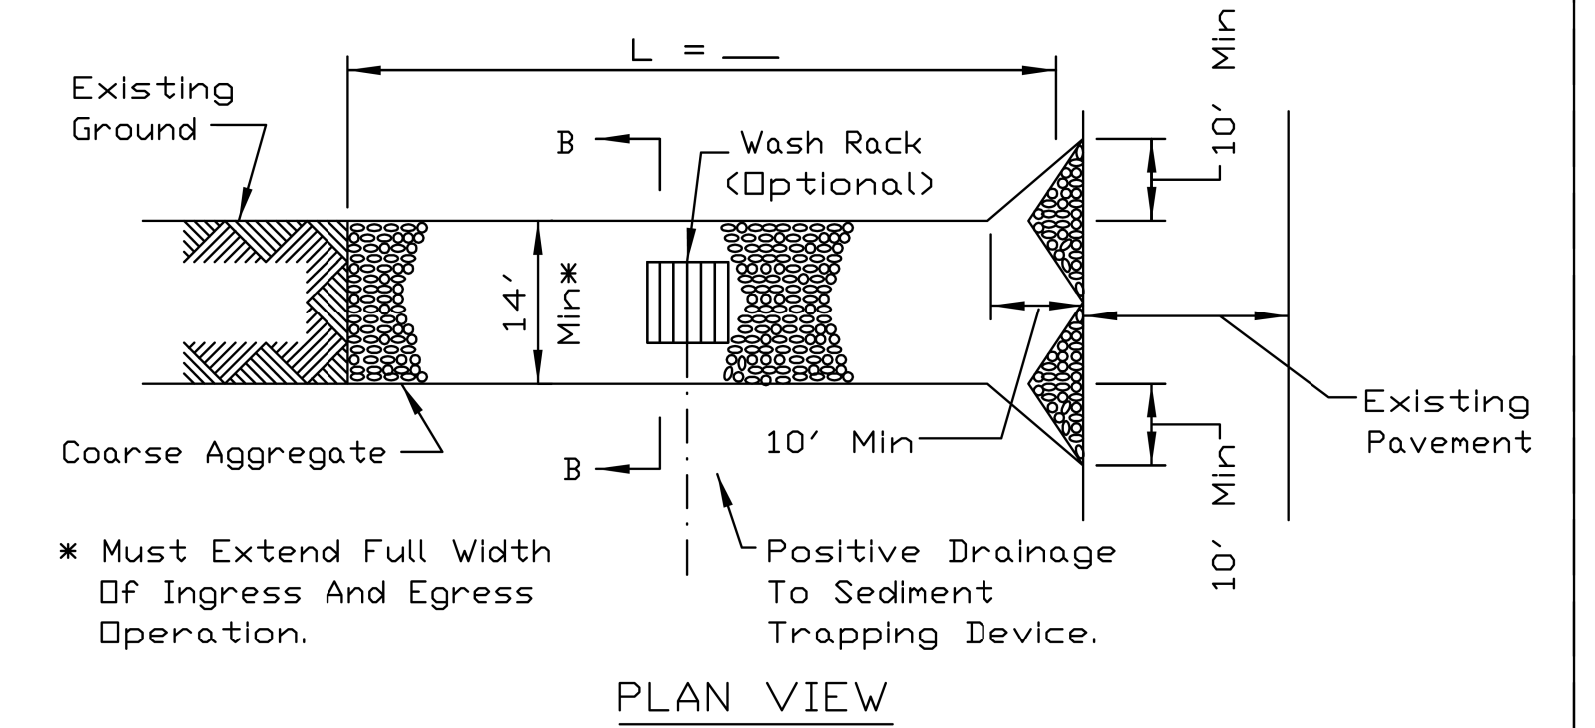 L = ___
10' Min
Existing
Ground
B
Wash Rack
(Optional)
14'
Min*
Existing
Pavement
10' Min
Coarse Aggregate
B
10' Min
* Must Extend Full Width
Of Ingress And Egress
Operation.
Positive Drainage
To Sediment
Trapping Device.
PLAN VIEW